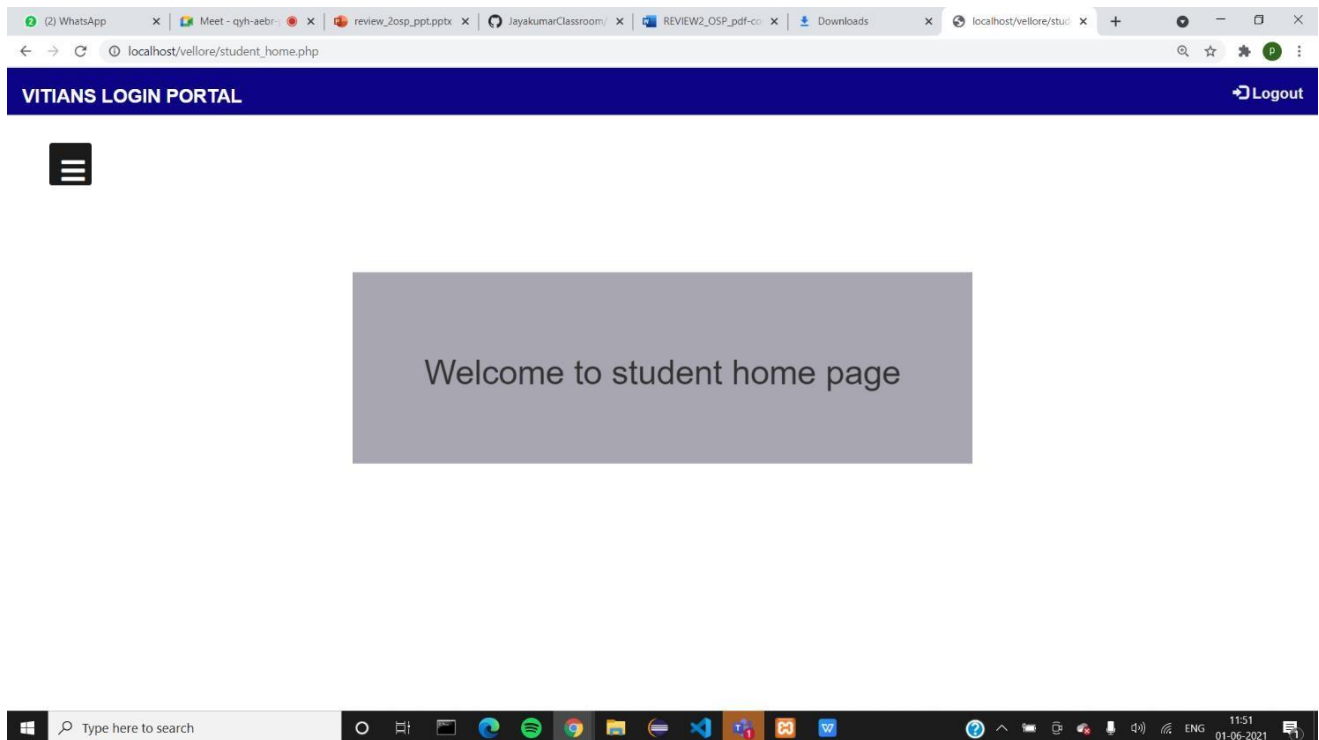 (2) WhatsApp
Meet - qyh-aebr-
review_2osp_ppt.pptx
JayakumarClassroom/
REVIEW2_OSP_pdf-co
Downloads
localhost/vellore/stud
localhost/vellore/student_home.php
VITIANS LOGIN PORTAL
Logout
Welcome to student home page
Type here to search
ENG
11:51
01-06-2021